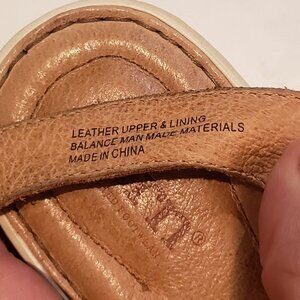 LEATHER UPPER & LINING
BALANCE MAN MADE MATERIALS
MADE IN CHINA
®